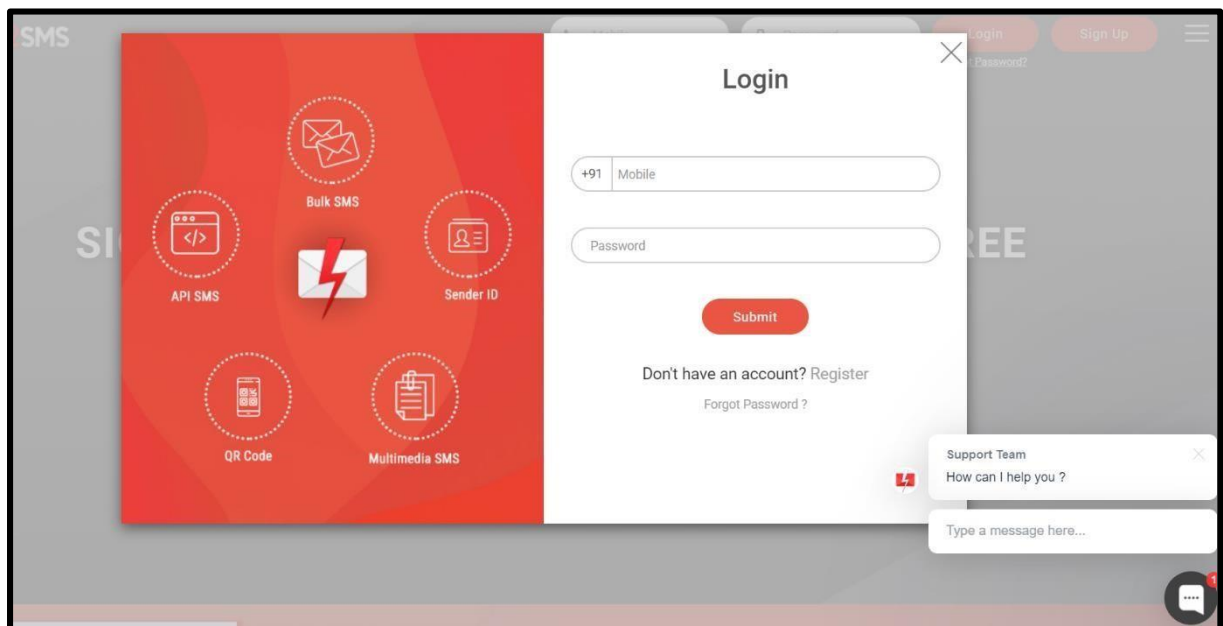 SMS
Login
Sign Up
Password?
Login
+91 Mobile
Bulk SMS
Password
API SMS
Sender ID
Submit
Don't have an account? Register
Forgot Password ?
QR Code
Multimedia SMS
Support Team
How can I help you ?
Type a message here...
1